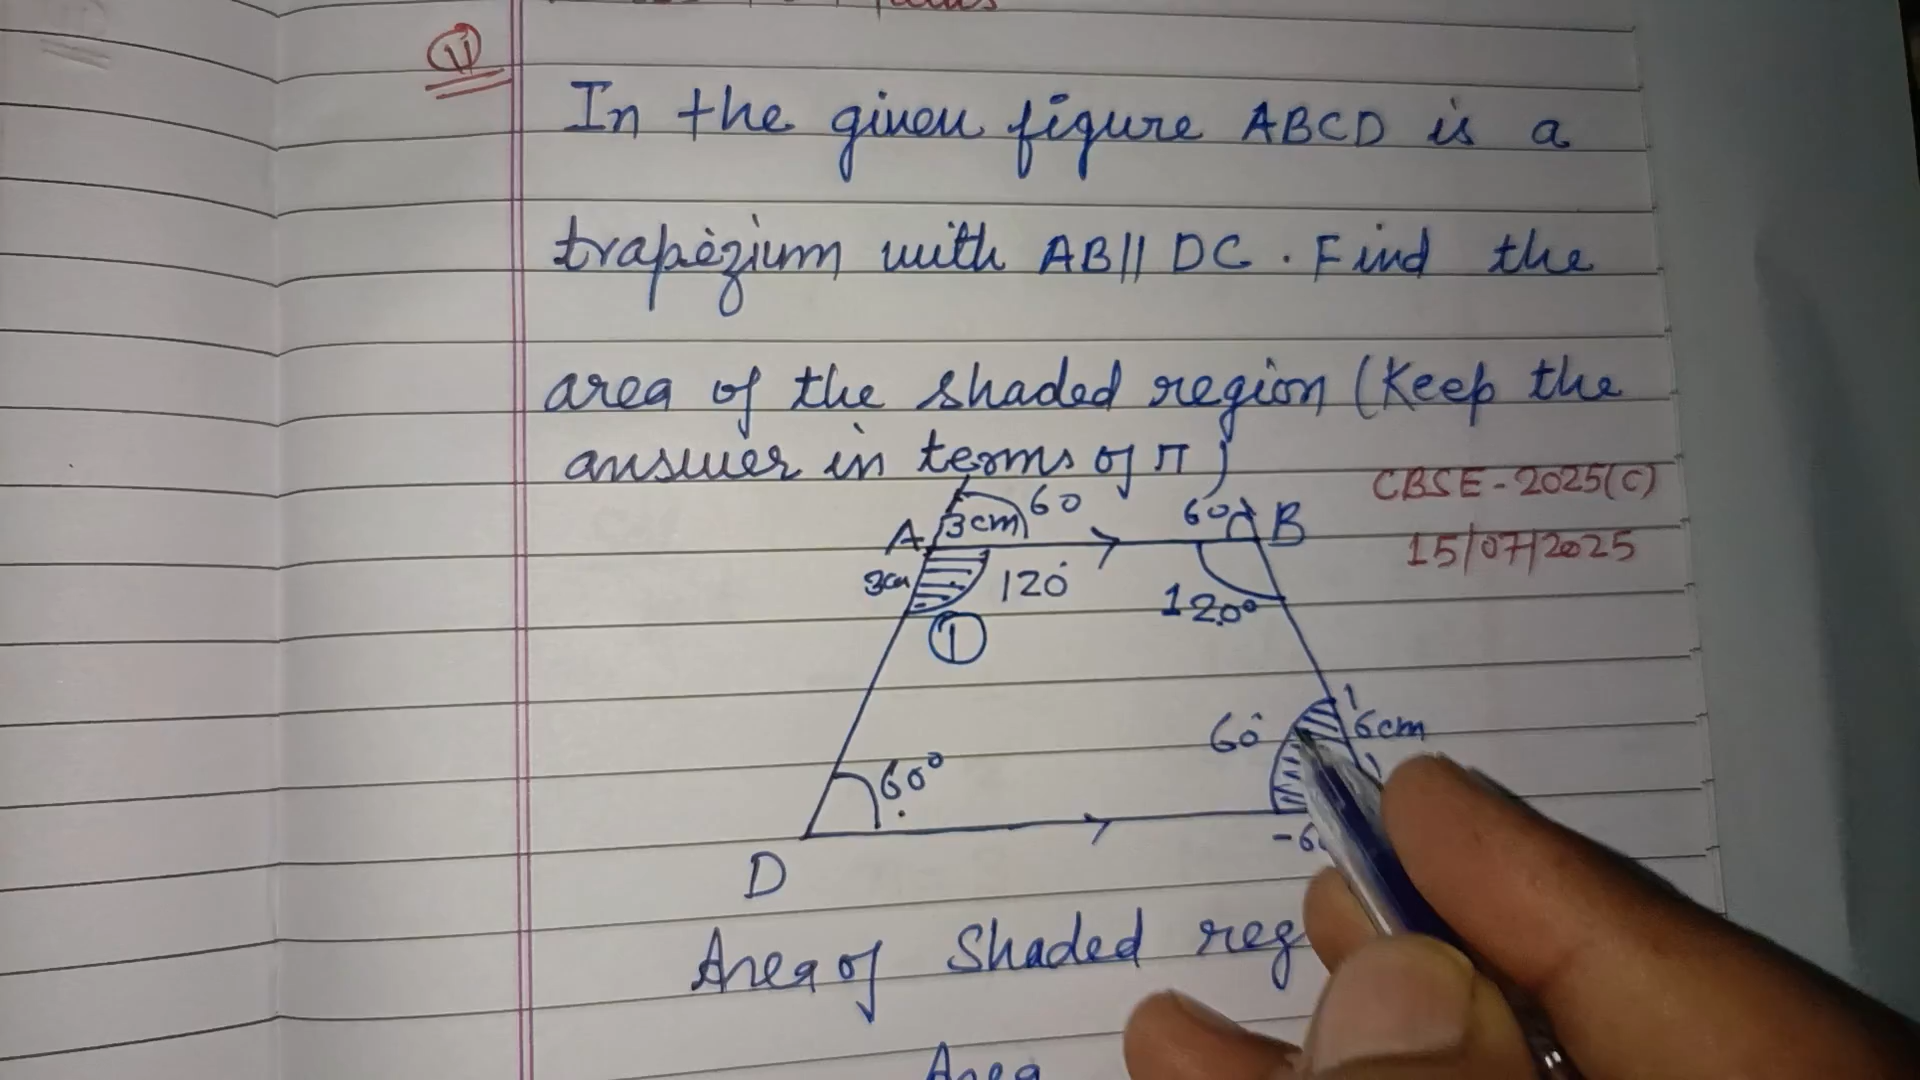 11
In the given figure ABCD is a
trapezium with AB || DC . Find the
area of the shaded region (Keep the
answer in terms of π)
CBSE - 2025(C)
15/07/2025
A 3cm 60 60 B
3cm 120° 120°
1
60° 6cm
60°
D
Area of Shaded reg
Area